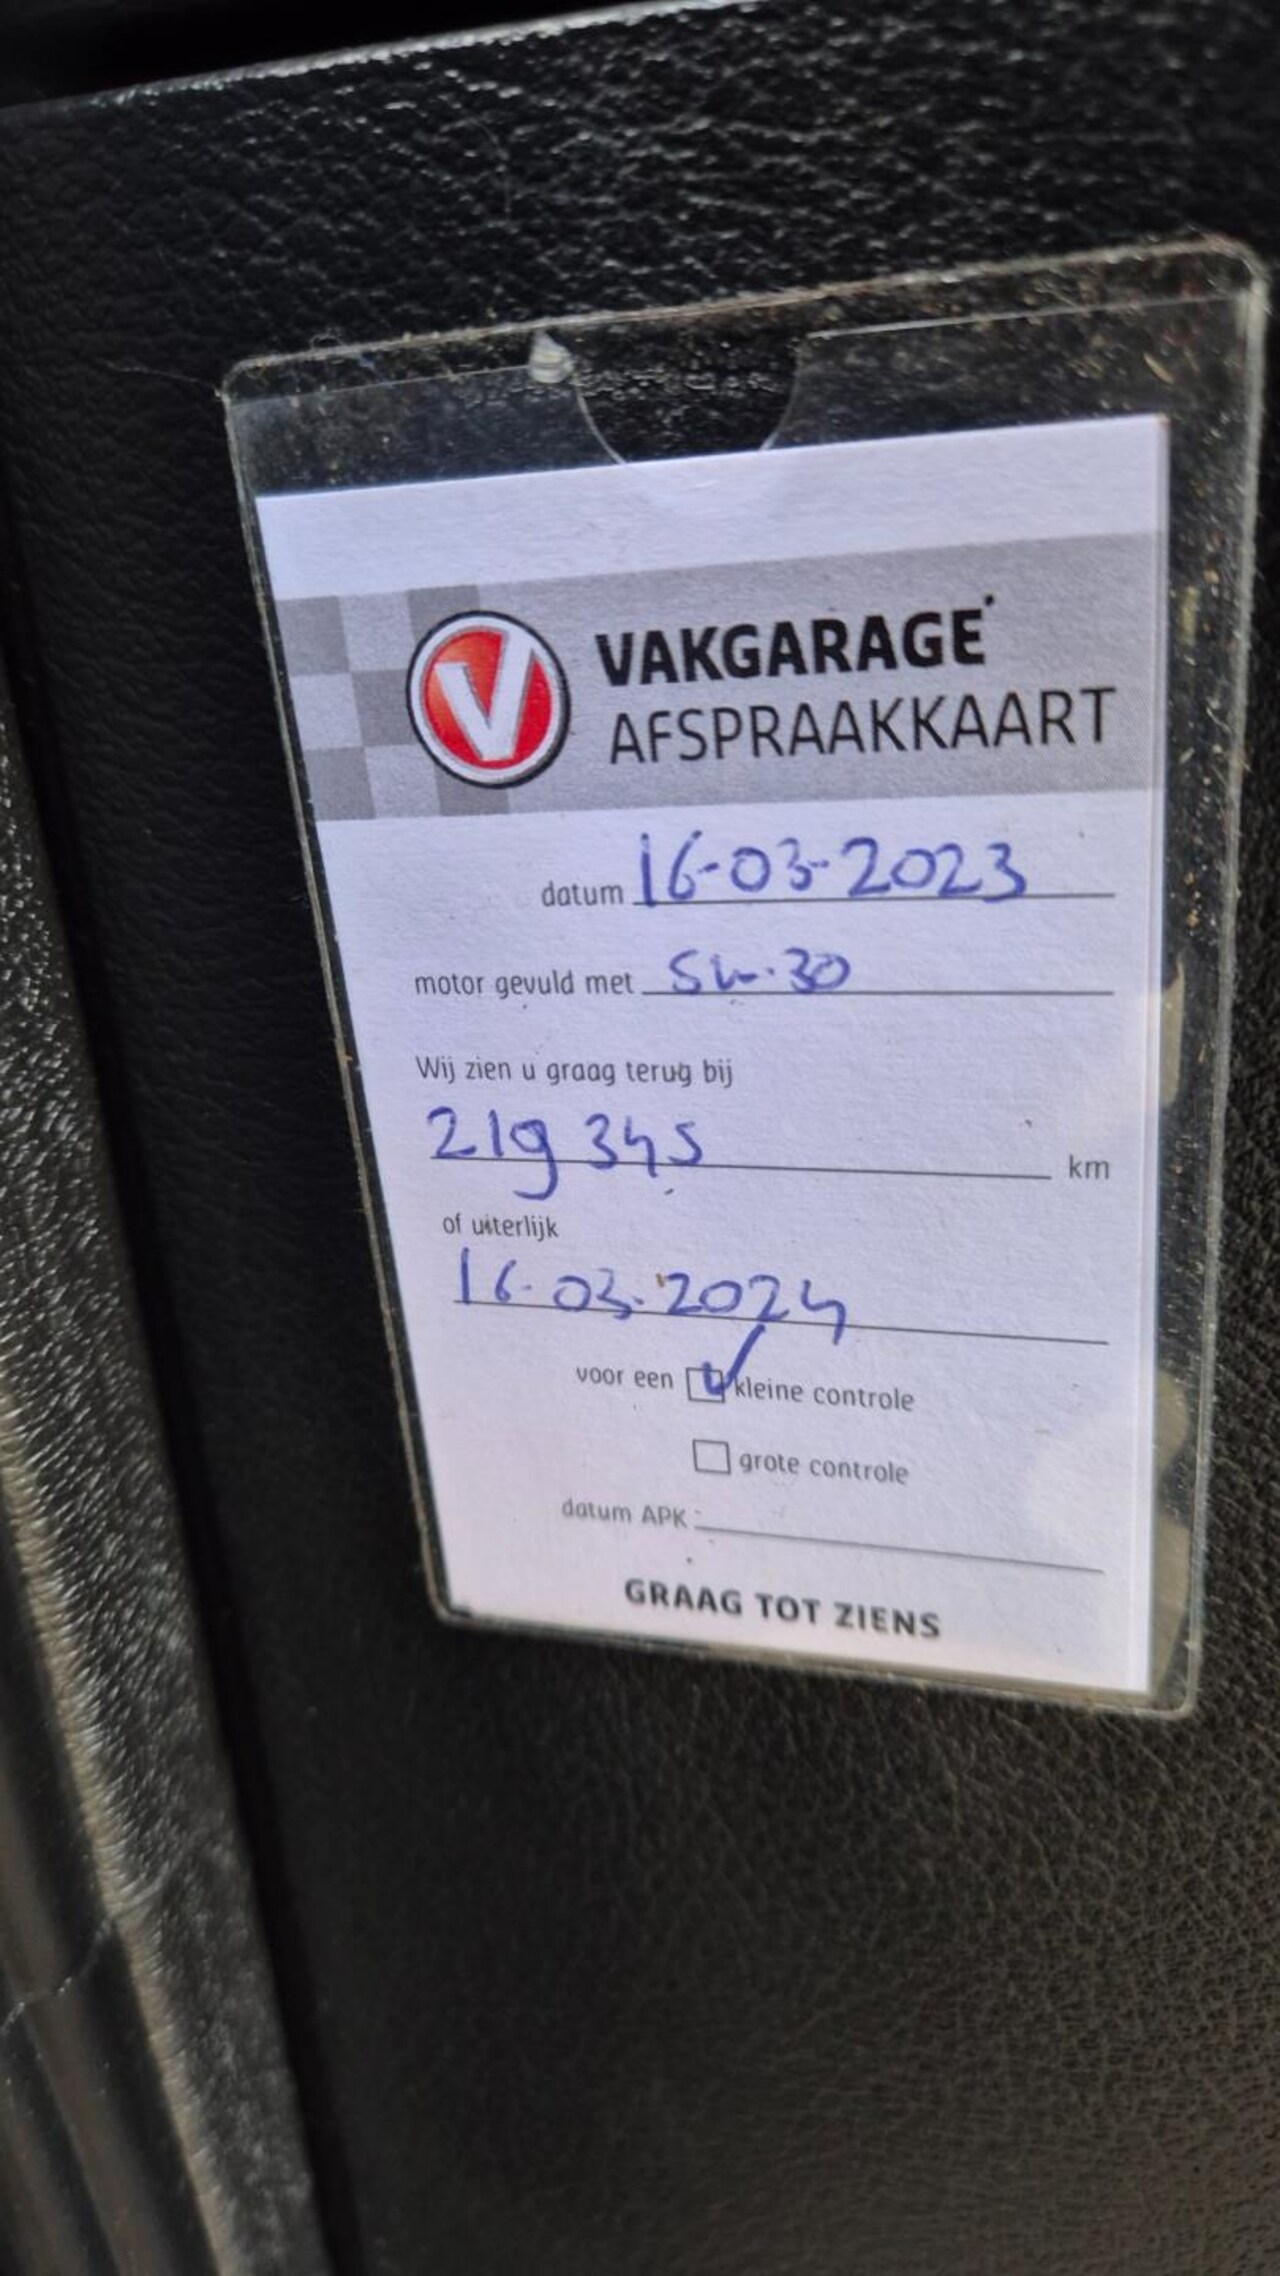 V VAKGARAGE
AFSPRAAKKAART
datum 16-03-2023
motor gevuld met 5w-30
Wij zien u graag terug bij
219 345 km
of uiterlijk
16-03-2024
voor een kleine controle
grote controle
datum APK:
GRAAG TOT ZIENS